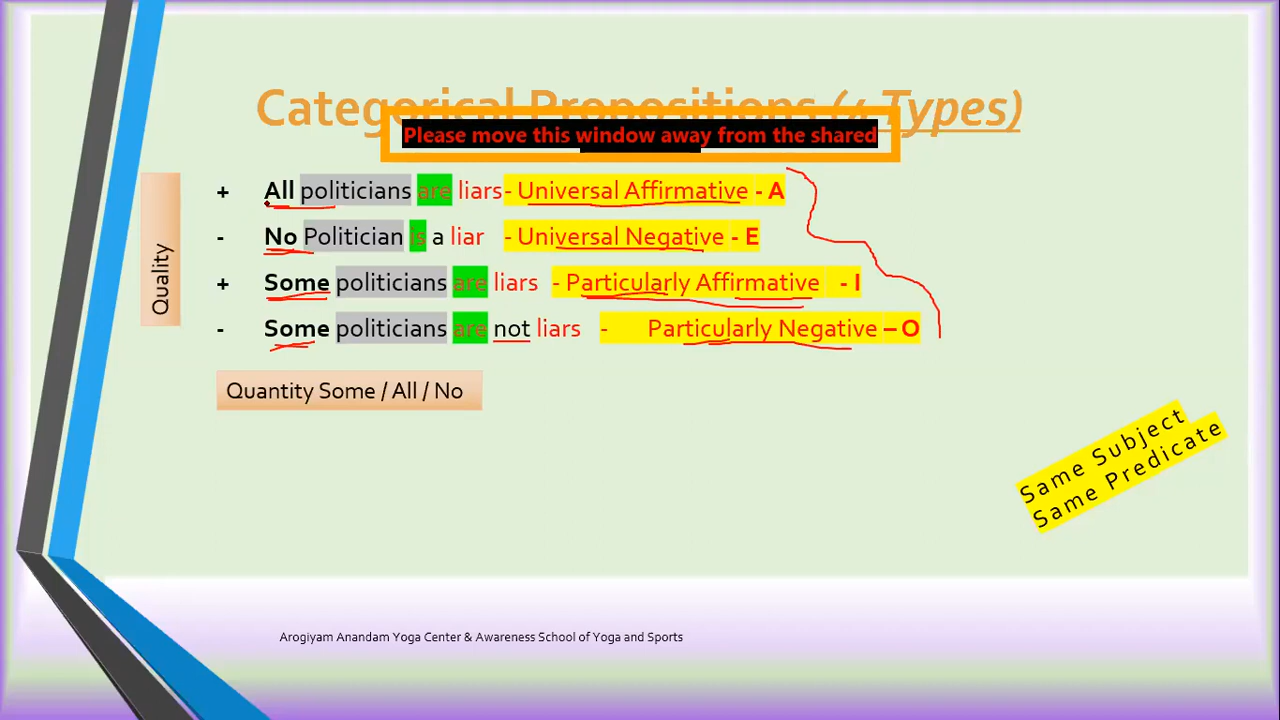 Categorical Propositions (4 Types)
Please move this window away from the shared
+ All politicians are liars- Universal Affirmative - A
- No Politician is a liar - Universal Negative - E
+ Some politicians are liars - Particularly Affirmative - I
- Some politicians are not liars - Particularly Negative – O
Quality
Quantity Some / All / No
Same Subject
Same Predicate
Arogiyam Anandam Yoga Center & Awareness School of Yoga and Sports